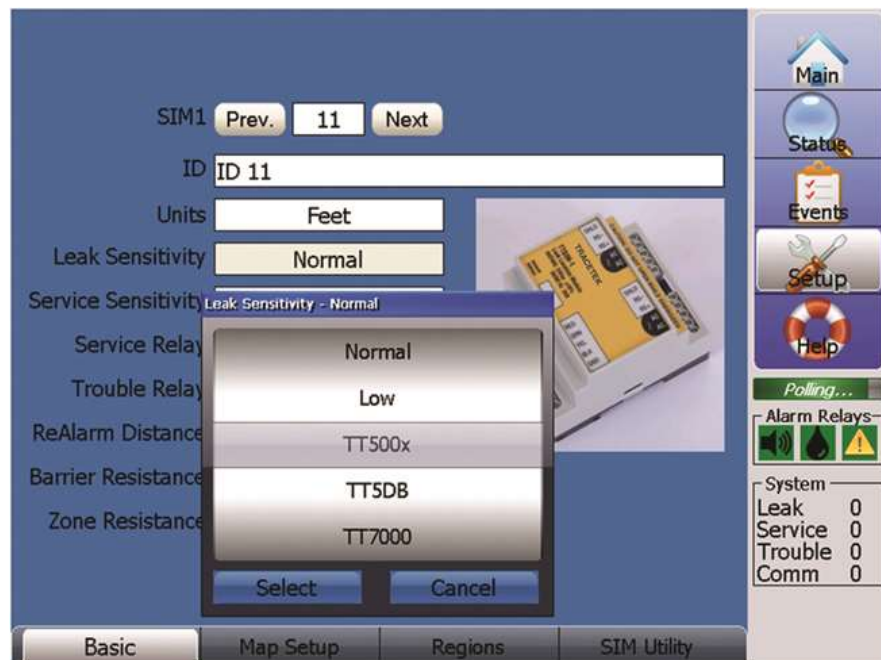 SIM1 Prev. 11 Next
ID ID 11
Units Feet
Leak Sensitivity Normal
Service Sensitivity
Service Relay
Trouble Relay
ReAlarm Distance
Barrier Resistance
Zone Resistance
Leak Sensitivity - Normal
Normal
Low
TT500x
TT5DB
TT7000
Select Cancel
TRACETEK
Basic Map Setup Regions SIM Utility
Main
Status
Events
Setup
Help
Polling...
Alarm Relays
System
Leak 0
Service 0
Trouble 0
Comm 0